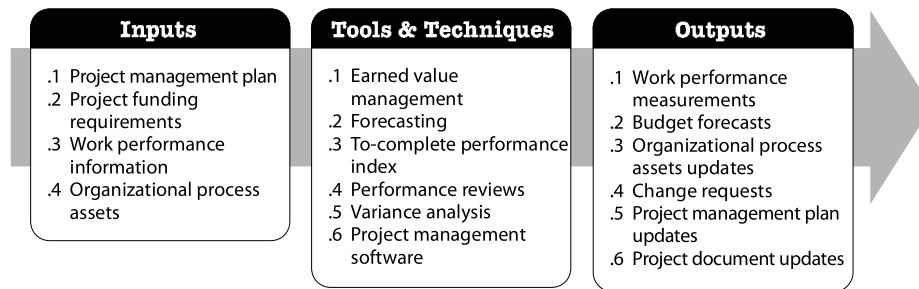 Inputs
.1 Project management plan
.2 Project funding
requirements
.3 Work performance
information
.4 Organizational process
assets
Tools & Techniques
.1 Earned value
management
.2 Forecasting
.3 To-complete performance
index
.4 Performance reviews
.5 Variance analysis
.6 Project management
software
Outputs
.1 Work performance
measurements
.2 Budget forecasts
.3 Organizational process
assets updates
.4 Change requests
.5 Project management plan
updates
.6 Project document updates